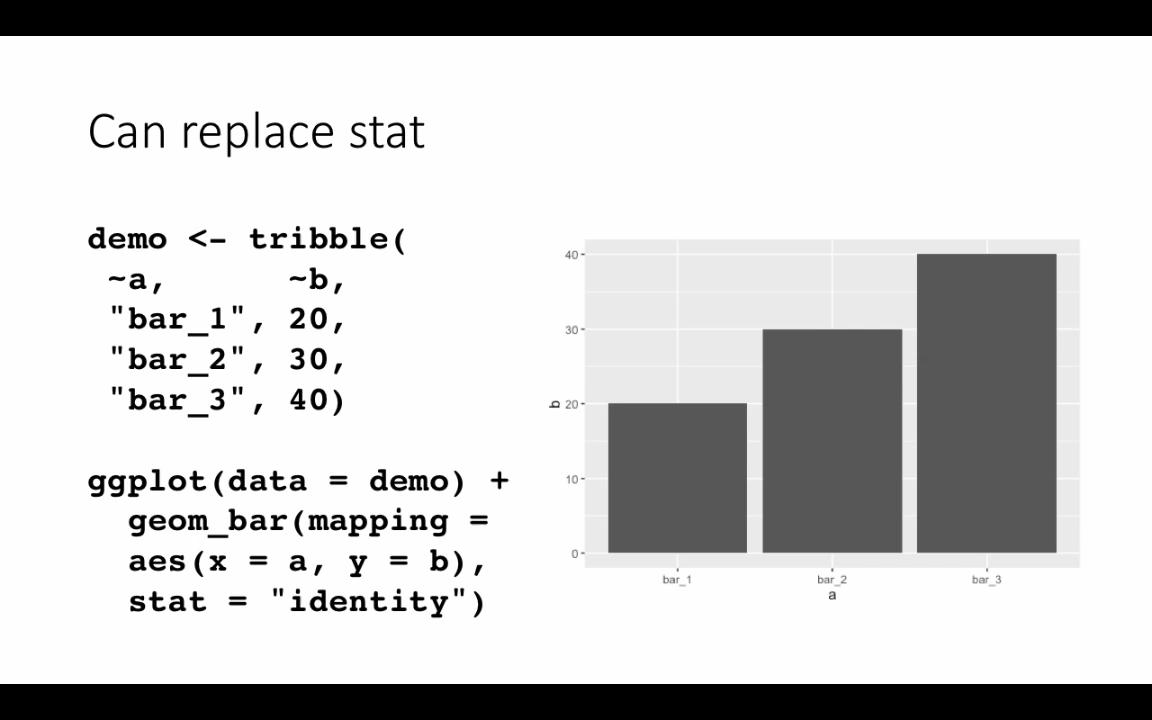 Can replace stat
demo <- tribble(
~a, ~b,
"bar_1", 20,
"bar_2", 30,
"bar_3", 40)
ggplot(data = demo) +
geom_bar(mapping =
aes(x = a, y = b),
stat = "identity")
40
30
20
10
0
b
bar_1 bar_2 bar_3
a